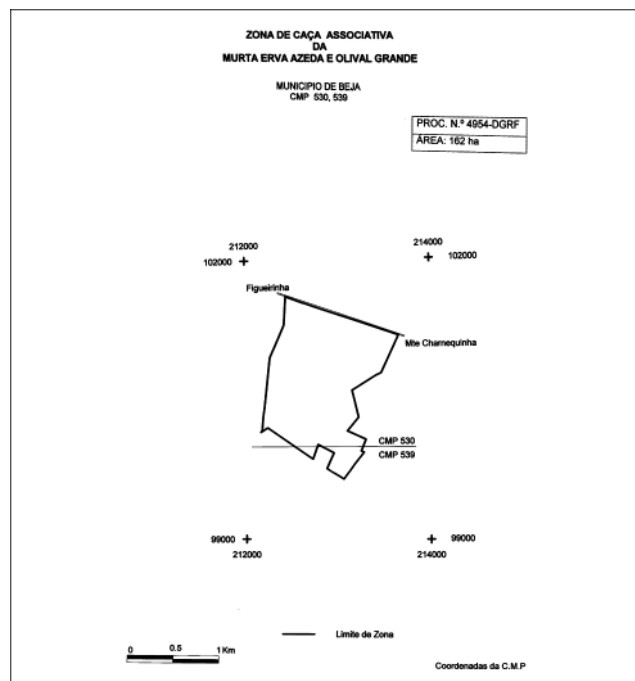 ZONA DE CAÇA ASSOCIATIVA
DA
MURTA ERVA AZEDA E OLIVAL GRANDE
MUNICIPIO DE BEJA
CMP 530, 539
PROC. N.º 4954-DGRF
ÁREA: 162 ha
212000
102000
214000
102000
Figueirinha
Mte Charnequinha
CMP 530
CMP 539
99000
212000
99000
214000
Limite de Zona
0 0.5 1 Km
Coordenadas da C.M.P